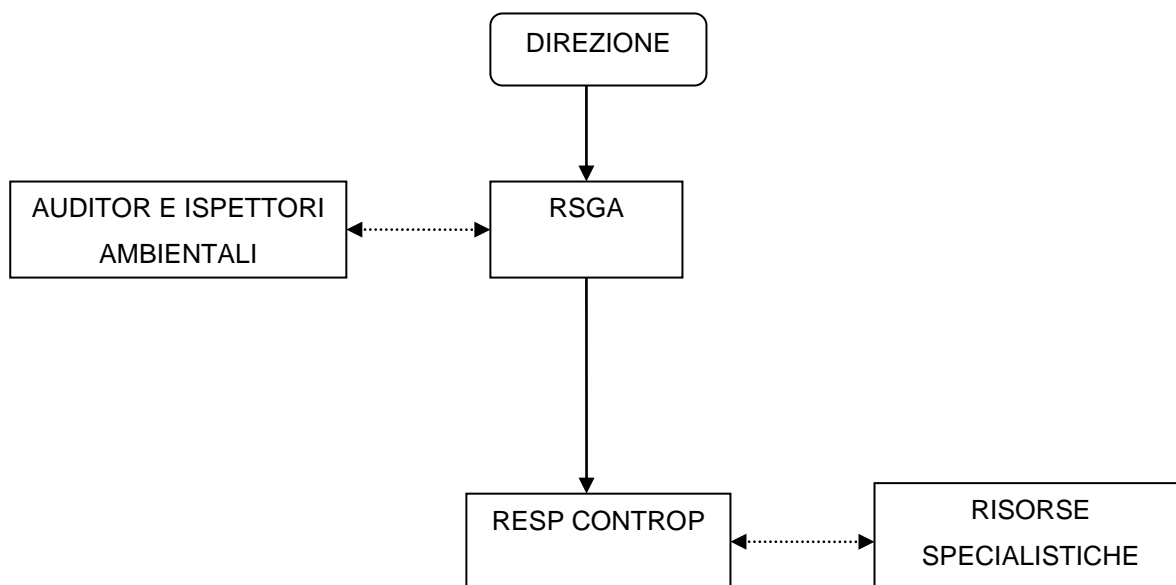 DIREZIONE
AUDITOR E ISPETTORI
AMBIENTALI
RSGA
RESP CONTROP
RISORSE
SPECIALISTICHE